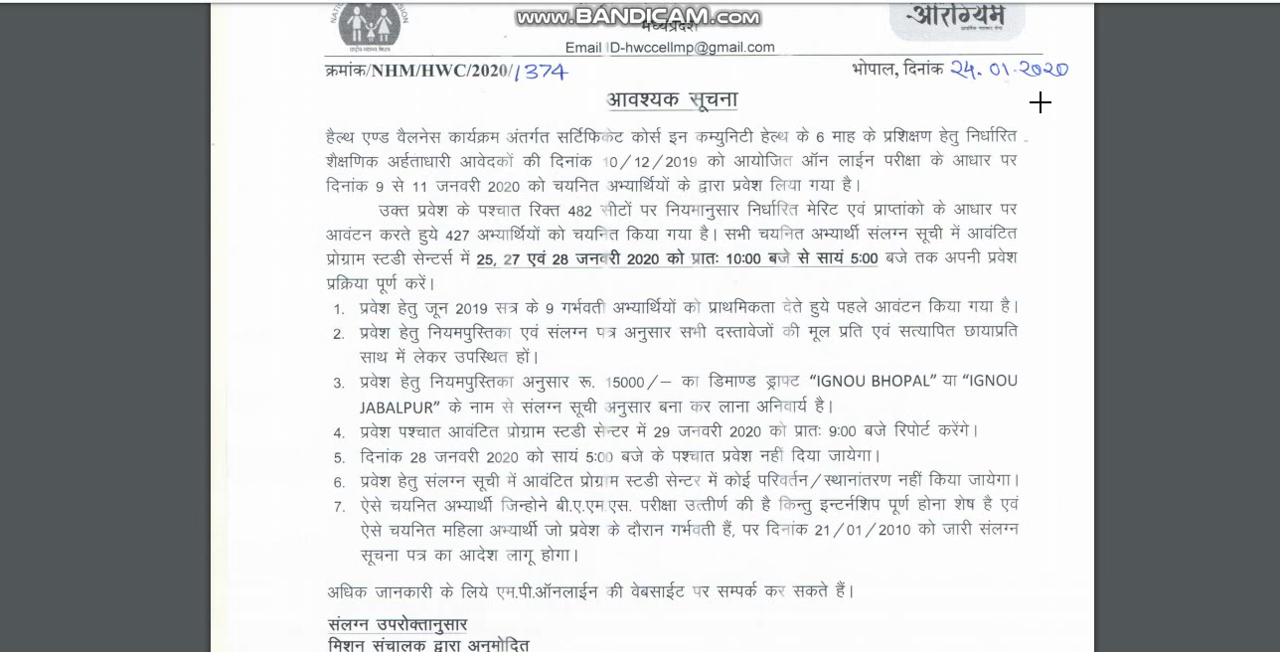 www.BANDICAM.com
मध्यप्रदेश
आरोग्यम
राष्ट्रीय स्वास्थ्य मिशन
Email ID-hwccellmp@gmail.com
क्रमांक/NHM/HWC/2020/1374 भोपाल, दिनांक 24.01.2020
आवश्यक सूचना
हैल्थ एण्ड वैलनेस कार्यक्रम अंतर्गत सर्टिफिकेट कोर्स इन कम्युनिटी हेल्थ के 6 माह के प्रशिक्षण हेतु निर्धारित
शैक्षणिक अर्हताधारी आवेदकों की दिनांक 10/12/2019 को आयोजित ऑन लाईन परीक्षा के आधार पर
दिनांक 9 से 11 जनवरी 2020 को चयनित अभ्यार्थियों के द्वारा प्रवेश लिया गया है।
उक्त प्रवेश के पश्चात रिक्त 482 सीटों पर नियमानुसार निर्धारित मेरिट एवं प्राप्तांको के आधार पर
आवंटन करते हुये 427 अभ्यार्थियों को चयनित किया गया है। सभी चयनित अभ्यार्थी संलग्न सूची में आवंटित
प्रोग्राम स्टडी सेन्टर्स में 25, 27 एवं 28 जनवरी 2020 को प्रातः 10:00 बजे से सायं 5:00 बजे तक अपनी प्रवेश
प्रक्रिया पूर्ण करें।
1. प्रवेश हेतु जून 2019 सत्र के 9 गर्भवती अभ्यार्थियों को प्राथमिकता देते हुये पहले आवंटन किया गया है।
2. प्रवेश हेतु नियमपुस्तिका एवं संलग्न पत्र अनुसार सभी दस्तावेजों की मूल प्रति एवं सत्यापित छायाप्रति
साथ में लेकर उपस्थित हों।
3. प्रवेश हेतु नियमपुस्तिका अनुसार रू. 15000/– का डिमाण्ड ड्राफ्ट “IGNOU BHOPAL” या “IGNOU
JABALPUR” के नाम से संलग्न सूची अनुसार बना कर लाना अनिवार्य है।
4. प्रवेश पश्चात आवंटित प्रोग्राम स्टडी सेन्टर में 29 जनवरी 2020 को प्रातः 9:00 बजे रिपोर्ट करेंगे।
5. दिनांक 28 जनवरी 2020 को सायं 5:00 बजे के पश्चात प्रवेश नहीं दिया जायेगा।
6. प्रवेश हेतु संलग्न सूची में आवंटित प्रोग्राम स्टडी सेन्टर में कोई परिवर्तन/स्थानांतरण नहीं किया जायेगा।
7. ऐसे चयनित अभ्यार्थी जिन्होने बी.ए.एम.एस. परीक्षा उत्तीर्ण की है किन्तु इन्टर्नशिप पूर्ण होना शेष है एवं
ऐसे चयनित महिला अभ्यार्थी जो प्रवेश के दौरान गर्भवती हैं, पर दिनांक 21/01/2010 को जारी संलग्न
सूचना पत्र का आदेश लागू होगा।
अधिक जानकारी के लिये एम.पी.ऑनलाईन की वेबसाईट पर सम्पर्क कर सकते हैं।
संलग्न उपरोक्तानुसार
मिशन संचालक द्वारा अनुमोदित